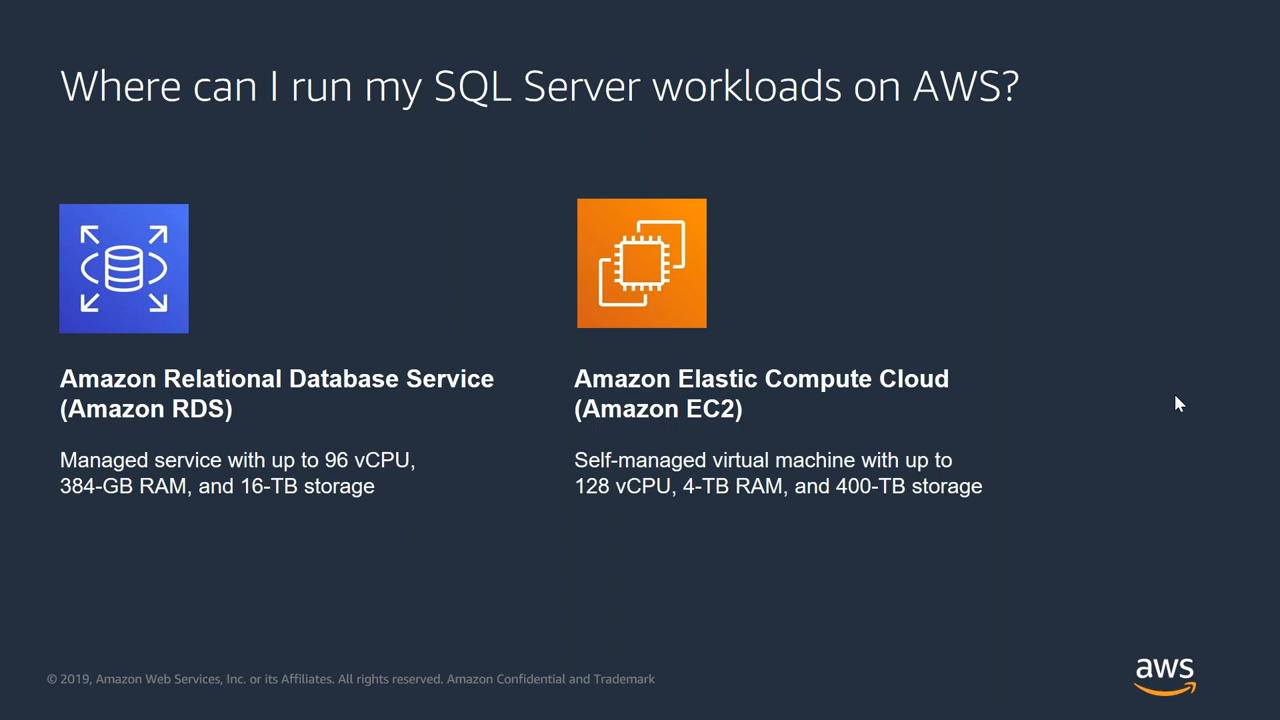 Where can I run my SQL Server workloads on AWS?
Amazon Relational Database Service
(Amazon RDS)
Managed service with up to 96 vCPU,
384-GB RAM, and 16-TB storage
Amazon Elastic Compute Cloud
(Amazon EC2)
Self-managed virtual machine with up to
128 vCPU, 4-TB RAM, and 400-TB storage
© 2019, Amazon Web Services, Inc. or its Affiliates. All rights reserved. Amazon Confidential and Trademark
aws